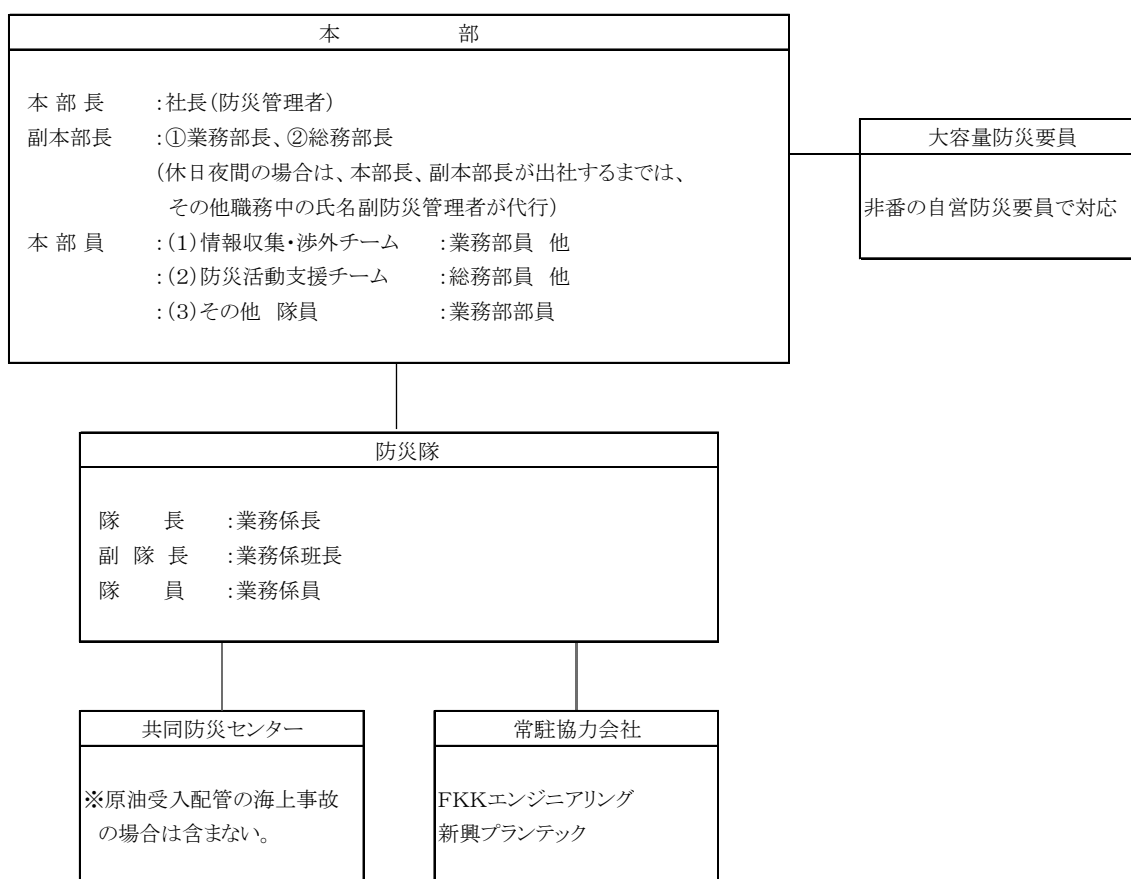 本 部
本 部 長 :社長(防災管理者)
副本部長 :①業務部長、②総務部長
(休日夜間の場合は、本部長、副本部長が出社するまでは、
その他職務中の氏名副防災管理者が代行)
本 部 員 :(1)情報収集・渉外チーム :業務部員 他
:(2)防災活動支援チーム :総務部員 他
:(3)その他 隊員 :業務部部員
大容量防災要員
非番の自営防災要員で対応
防災隊
隊 長 :業務係長
副 隊 長 :業務係班長
隊 員 :業務係員
共同防災センター
※原油受入配管の海上事故
の場合は含まない。
常駐協力会社
FKKエンジニアリング
新興プランテック